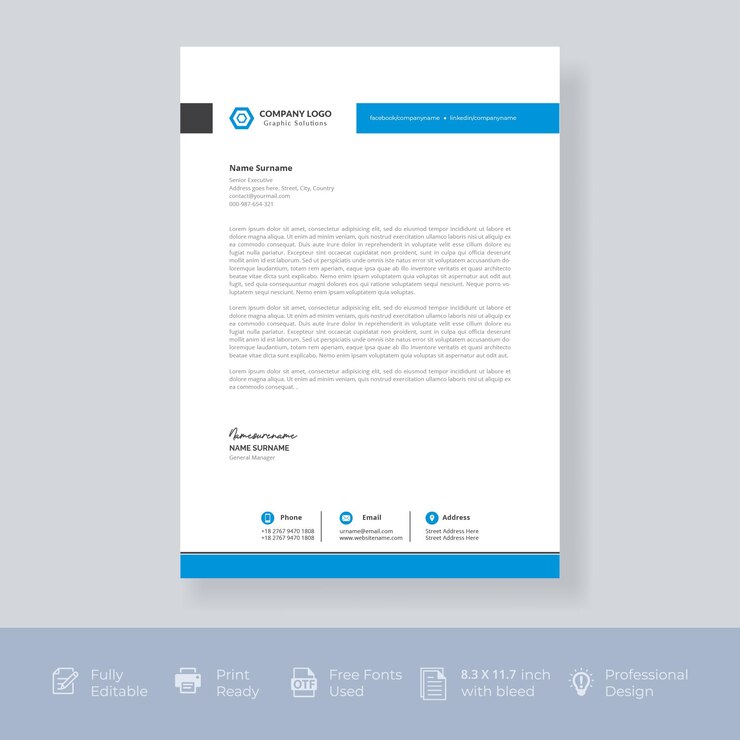 COMPANY LOGO
Graphic Solutions
facebook/companyname • linkedin/companyname
Name Surname
Senior Executive
Address goes here, Street, City, Country
contact@yourmail.com
000-987-654-321
Lorem ipsum dolor sit amet, consectetur adipisicing elit, sed do eiusmod tempor incididunt ut labore et
dolore magna aliqua. Ut enim ad minim veniam, quis nostrud exercitation ullamco laboris nisi ut aliquip ex
ea commodo consequat. Duis aute irure dolor in reprehenderit in voluptate velit esse cillum dolore eu
fugiat nulla pariatur. Excepteur sint occaecat cupidatat non proident, sunt in culpa qui officia deserunt
mollit anim id est laborum. Sed ut perspiciatis unde omnis iste natus error sit voluptatem accusantium do-
loremque laudantium, totam rem aperiam, eaque ipsa quae ab illo inventore veritatis et quasi architecto
beatae vitae dicta sunt explicabo. Nemo enim ipsam voluptatem quia voluptas sit aspernatur aut odit aut
fugit, sed quia consequuntur magni dolores eos qui ratione voluptatem sequi nesciunt. Neque porro vo-
luptatem sequi nesciunt. Neque porro quia voluptas.
Lorem ipsum dolor sit amet, consectetur adipisicing elit, sed do eiusmod tempor incididunt ut labore et
dolore magna aliqua. Ut enim ad minim veniam, quis nostrud exercitation ullamco laboris nisi ut aliquip ex
ea commodo consequat. Duis aute irure dolor in reprehenderit in voluptate velit esse cillum dolore eu
fugiat nulla pariatur. Excepteur sint occaecat cupidatat non proident, sunt in culpa qui officia deserunt
mollit anim id est laborum. Sed ut perspiciatis unde omnis iste natus error sit voluptatem accusantium do-
loremque laudantium, totam rem aperiam, eaque ipsa quae ab illo inventore veritatis et quasi architecto
beatae vitae dicta sunt explicabo. Nemo enim ipsam voluptatem quia voluptas sit aspernatur aut odit aut.
Lorem ipsum dolor sit amet, consectetur adipisicing elit, sed do eiusmod tempor incididunt ut labore et
dolore magna aliqua. Ut enim ad minim veniam, quis nostrud exercitation ullamco laboris nisi ut aliquip ex
ea commodo consequat. ..
Namesurename
NAME SURNAME
General Manager
Phone
+18 2767 9470 1808
+18 2767 9470 1808
Email
urname@email.com
www.websitename.com
Address
Street Address Here
Street Address Here
Fully
Editable
Print
Ready
OTF
Free Fonts
Used
8.3 X 11.7 inch
with bleed
Professional
Design